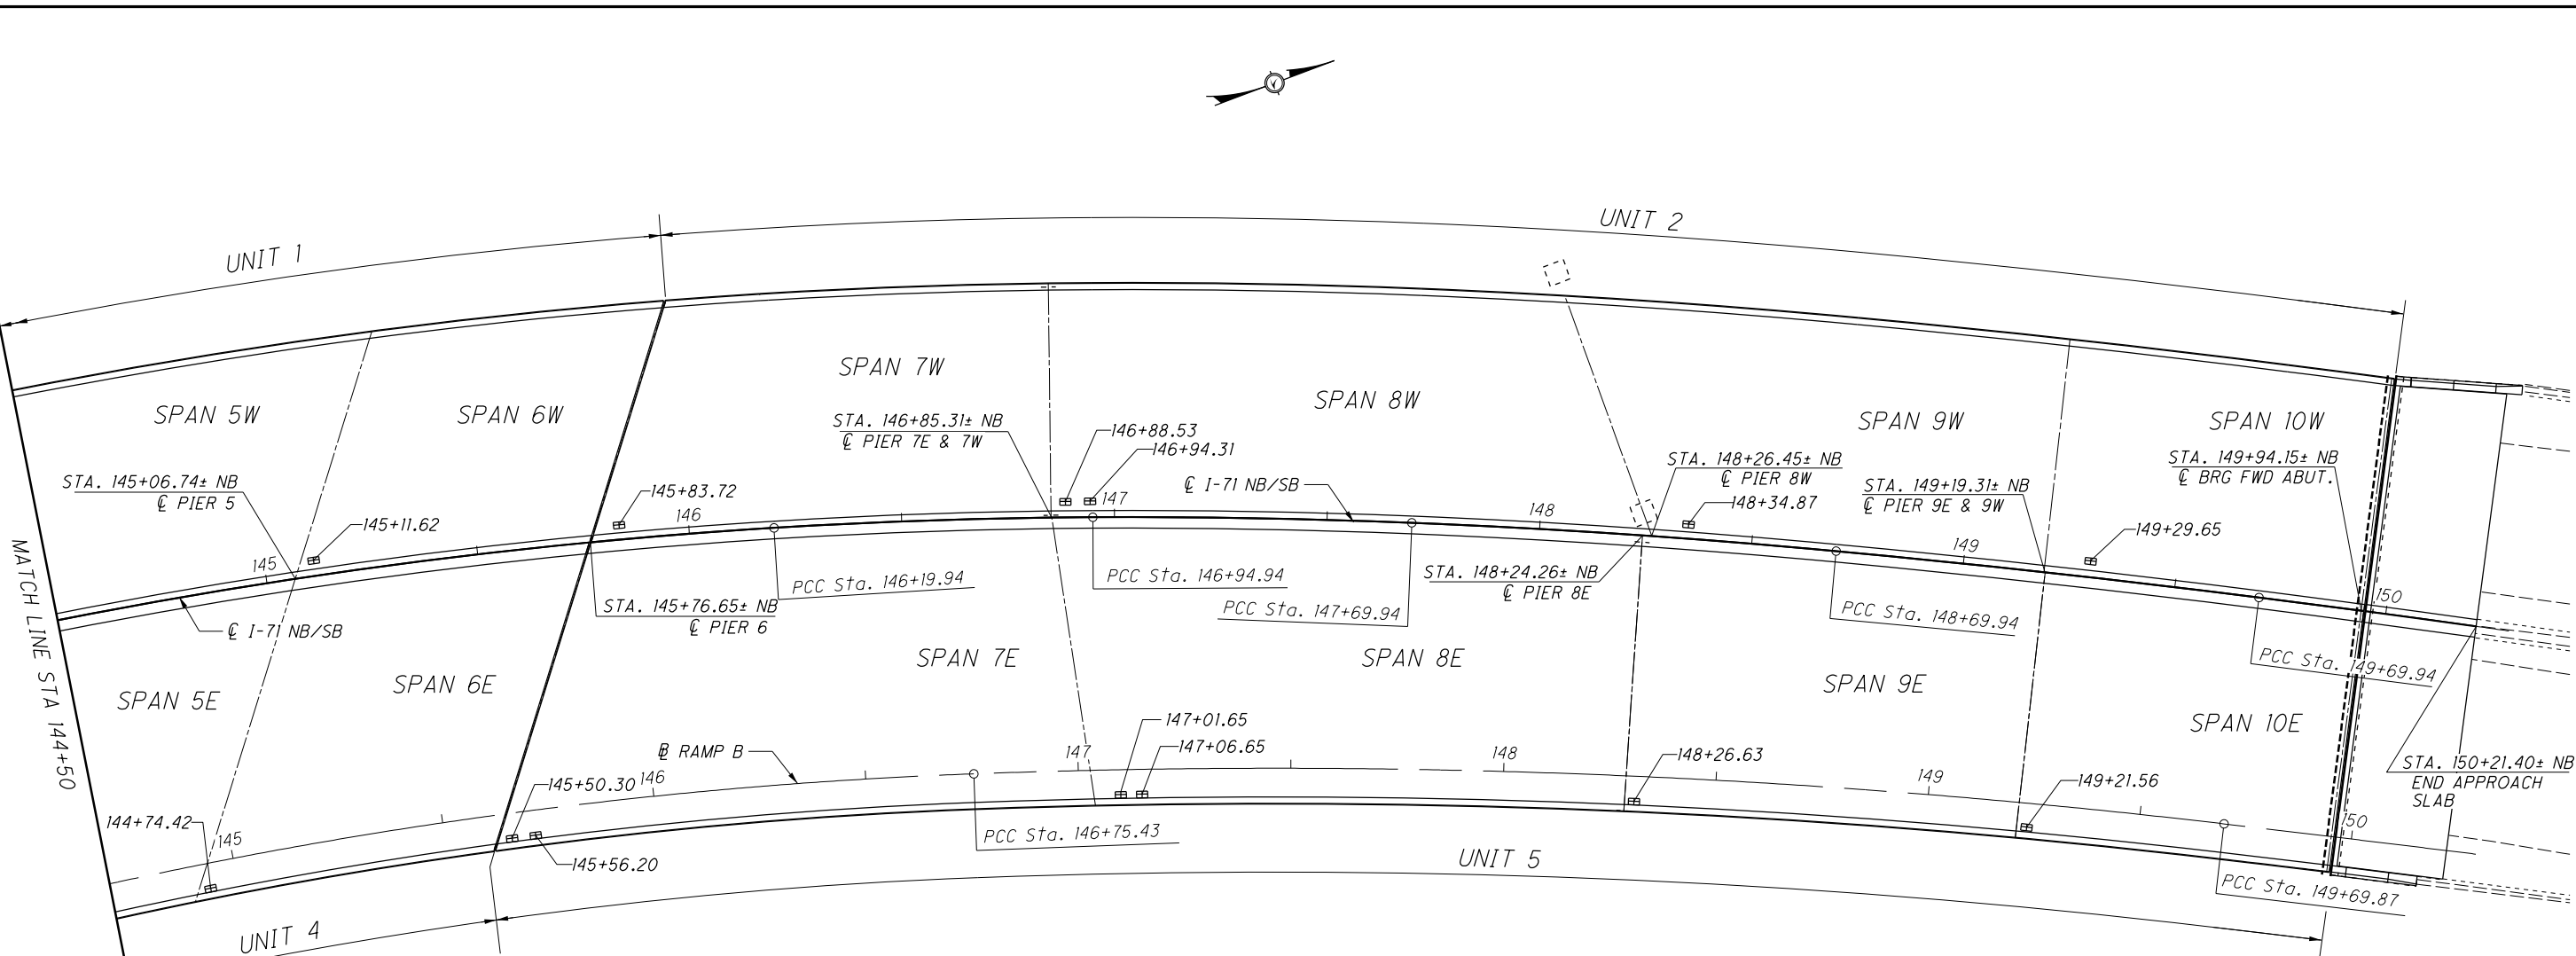 UNIT 1
UNIT 2
SPAN 5W
SPAN 6W
SPAN 7W
SPAN 8W
SPAN 9W
SPAN 10W
STA. 146+85.31± NB
℄ PIER 7E & 7W
146+88.53
146+94.31
℄ I-71 NB/SB
STA. 148+26.45± NB
℄ PIER 8W
148+34.87
STA. 149+19.31± NB
℄ PIER 9E & 9W
STA. 149+94.15± NB
℄ BRG FWD ABUT.
149+29.65
STA. 145+06.74± NB
℄ PIER 5
145+11.62
145+83.72
145
146
147
148
149
150
MATCH LINE STA 144+50
℄ I-71 NB/SB
STA. 145+76.65± NB
℄ PIER 6
PCC Sta. 146+19.94
PCC Sta. 146+94.94
PCC Sta. 147+69.94
STA. 148+24.26± NB
℄ PIER 8E
PCC Sta. 148+69.94
PCC Sta. 149+69.94
SPAN 5E
SPAN 6E
SPAN 7E
SPAN 8E
SPAN 9E
SPAN 10E
STA. 150+21.40± NB
END APPROACH
SLAB
RAMP B
147+01.65
147+06.65
148+26.63
149+21.56
144+74.42
145+50.30
145+56.20
145
146
147
148
149
150
PCC Sta. 146+75.43
PCC Sta. 149+69.87
UNIT 4
UNIT 5